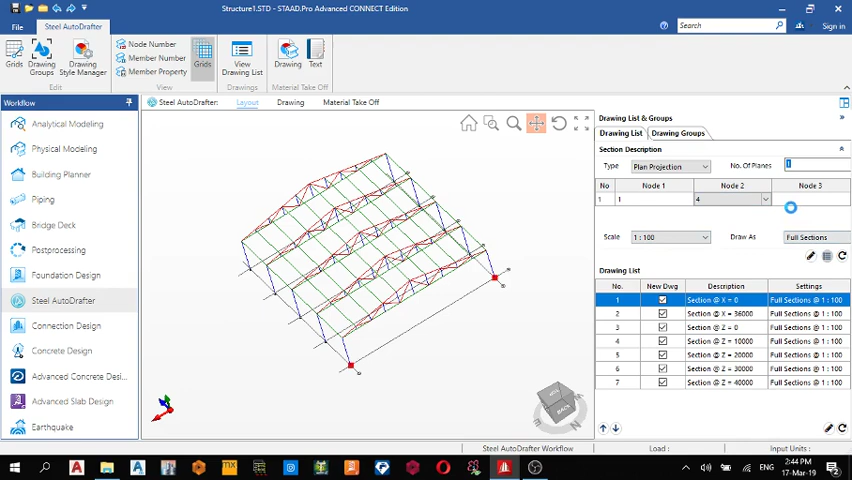 Structure1.STD - STAAD.Pro Advanced CONNECT Edition
File
Steel AutoDrafter
Search
Sign in
Grids
Drawing Groups
Drawing Style Manager
Node Number
Member Number
Member Property
Grids
View Drawing List
Drawing
Text
Edit
View
Drawings
Material Take Off
Workflow
Steel AutoDrafter:
Layout
Drawing
Material Take Off
Analytical Modeling
Physical Modeling
Building Planner
Piping
Bridge Deck
Postprocessing
Foundation Design
Steel AutoDrafter
Connection Design
Concrete Design
Advanced Concrete Desi...
Advanced Slab Design
Earthquake
BACK
Drawing List & Groups
Drawing List
Drawing Groups
Section Description
Type
Plan Projection
No. Of Planes
1
No
Node 1
Node 2
Node 3
1
1
4
Scale
1 : 100
Draw As
Full Sections
Drawing List
No.
New Dwg
Description
Settings
1 Section @ X = 0 Full Sections @ 1 : 100
2 Section @ X = 36000 Full Sections @ 1 : 100
3 Section @ Z = 0 Full Sections @ 1 : 100
4 Section @ Z = 10000 Full Sections @ 1 : 100
5 Section @ Z = 20000 Full Sections @ 1 : 100
6 Section @ Z = 30000 Full Sections @ 1 : 100
7 Section @ Z = 40000 Full Sections @ 1 : 100
Steel AutoDrafter Workflow
Load :
Input Units :
ENG
2:44 PM
17-Mar-19